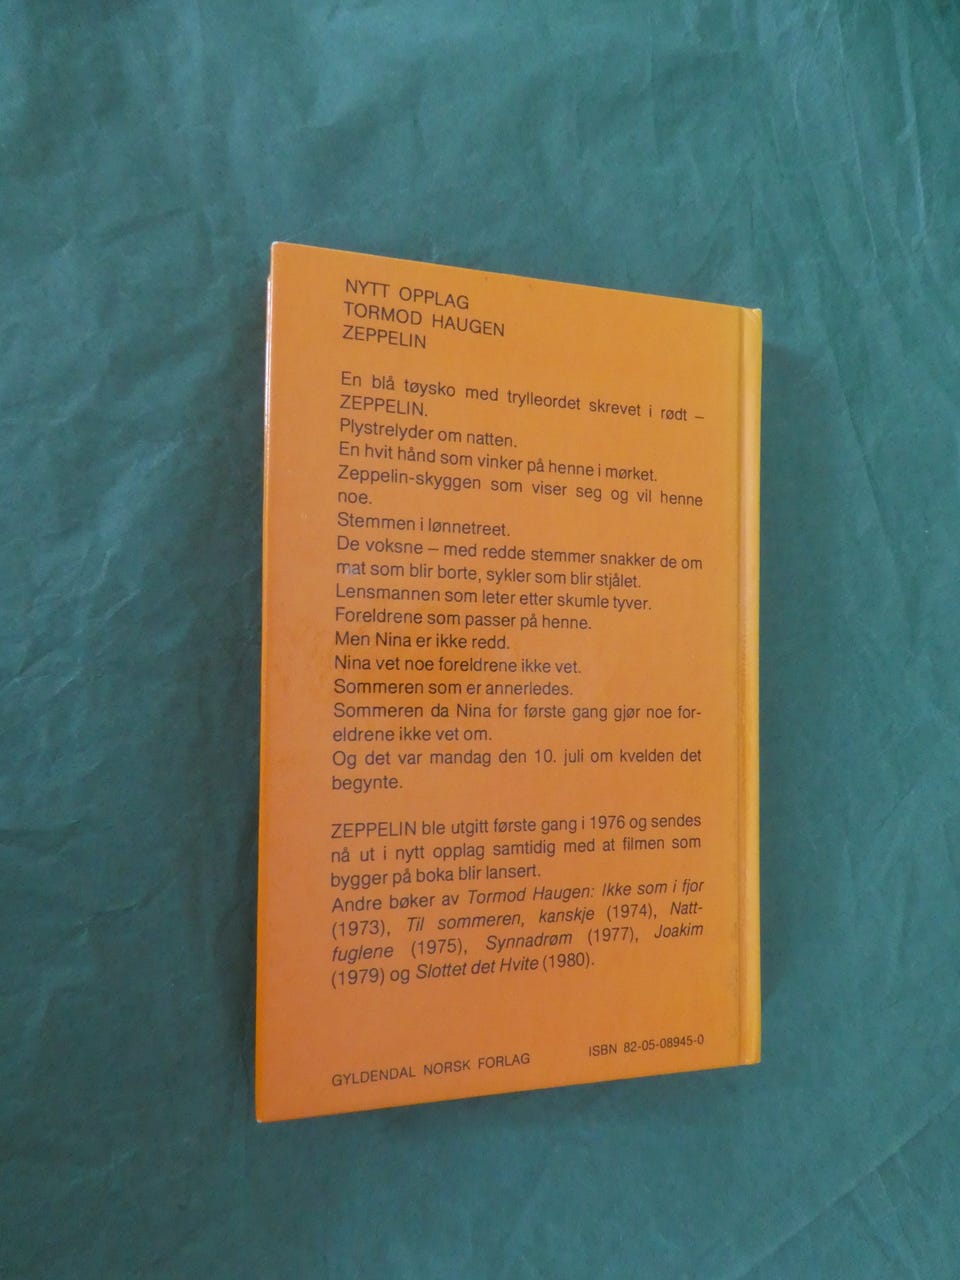 NYTT OPPLAG
TORMOD HAUGEN
ZEPPELIN
En blå tøysko med trylleordet skrevet i rødt –
ZEPPELIN.
Plystrelyder om natten.
En hvit hånd som vinker på henne i mørket.
Zeppelin-skyggen som viser seg og vil henne
noe.
Stemmen i lønnetreet.
De voksne – med redde stemmer snakker de om
mat som blir borte, sykler som blir stjålet.
Lensmannen som leter etter skumle tyver.
Foreldrene som passer på henne.
Men Nina er ikke redd.
Nina vet noe foreldrene ikke vet.
Sommeren som er annerledes.
Sommeren da Nina for første gang gjør noe for-
eldrene ikke vet om.
Og det var mandag den 10. juli om kvelden det
begynte.
ZEPPELIN ble utgitt første gang i 1976 og sendes
nå ut i nytt opplag samtidig med at filmen som
bygger på boka blir lansert.
Andre bøker av Tormod Haugen: Ikke som i fjor
(1973), Til sommeren, kanskje (1974), Natt-
fuglene (1975), Synnadrøm (1977), Joakim
(1979) og Slottet det Hvite (1980).
GYLDENDAL NORSK FORLAG
ISBN 82-05-08945-0